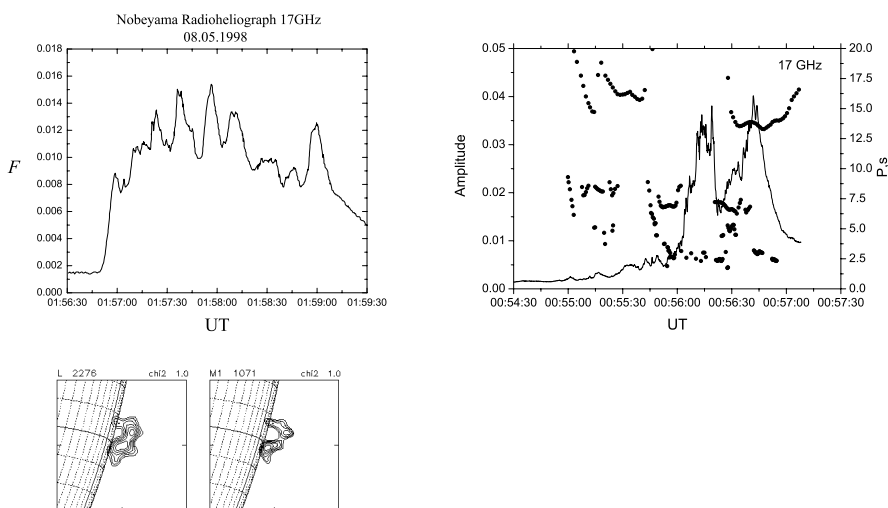 Nobeyama Radioheliograph 17GHz
08.05.1998
0.018
0.016
0.014
0.012
0.010
0.008
0.006
0.004
0.002
0.000
F
01:56:30 01:57:00 01:57:30 01:58:00 01:58:30 01:59:00 01:59:30
UT
17 GHz
0.05
0.04
0.03
0.02
0.01
0.00
Amplitude
20.0
17.5
15.0
12.5
10.0
7.5
5.0
2.5
0.0
P,s
00:54:30 00:55:00 00:55:30 00:56:00 00:56:30 00:57:00 00:57:30
UT
L 2276 chi2 1.0
M1 1071 chi2 1.0